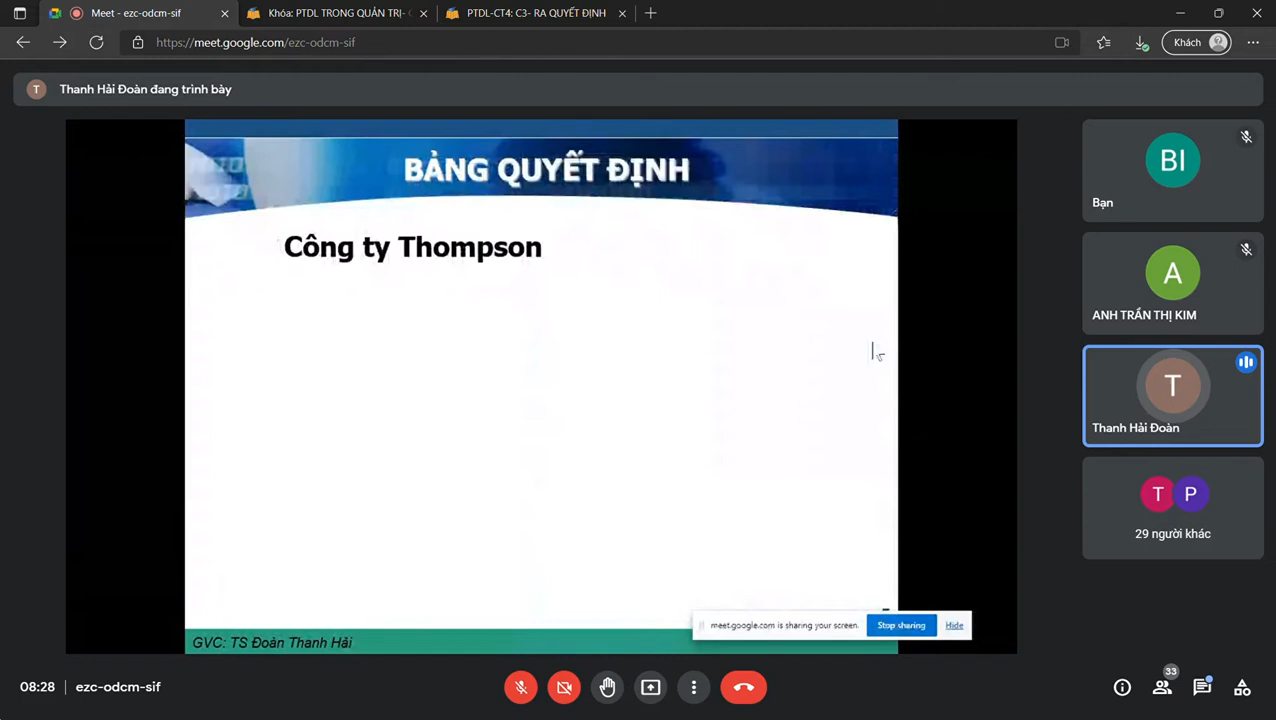 Meet - ezc-odcm-sif
Khóa: PTDL TRONG QUẢN TRỊ- C
PTDL-CT4: C3- RA QUYẾT ĐỊNH
https://meet.google.com/ezc-odcm-sif
Khách
T
Thanh Hải Đoàn đang trình bày
BẢNG QUYẾT ĐỊNH
Công ty Thompson
GVC: TS Đoàn Thanh Hải
meet.google.com is sharing your screen.
Stop sharing
Hide
BI
Bạn
A
ANH TRẦN THỊ KIM
T
Thanh Hải Đoàn
T P
29 người khác
08:28
ezc-odcm-sif
33